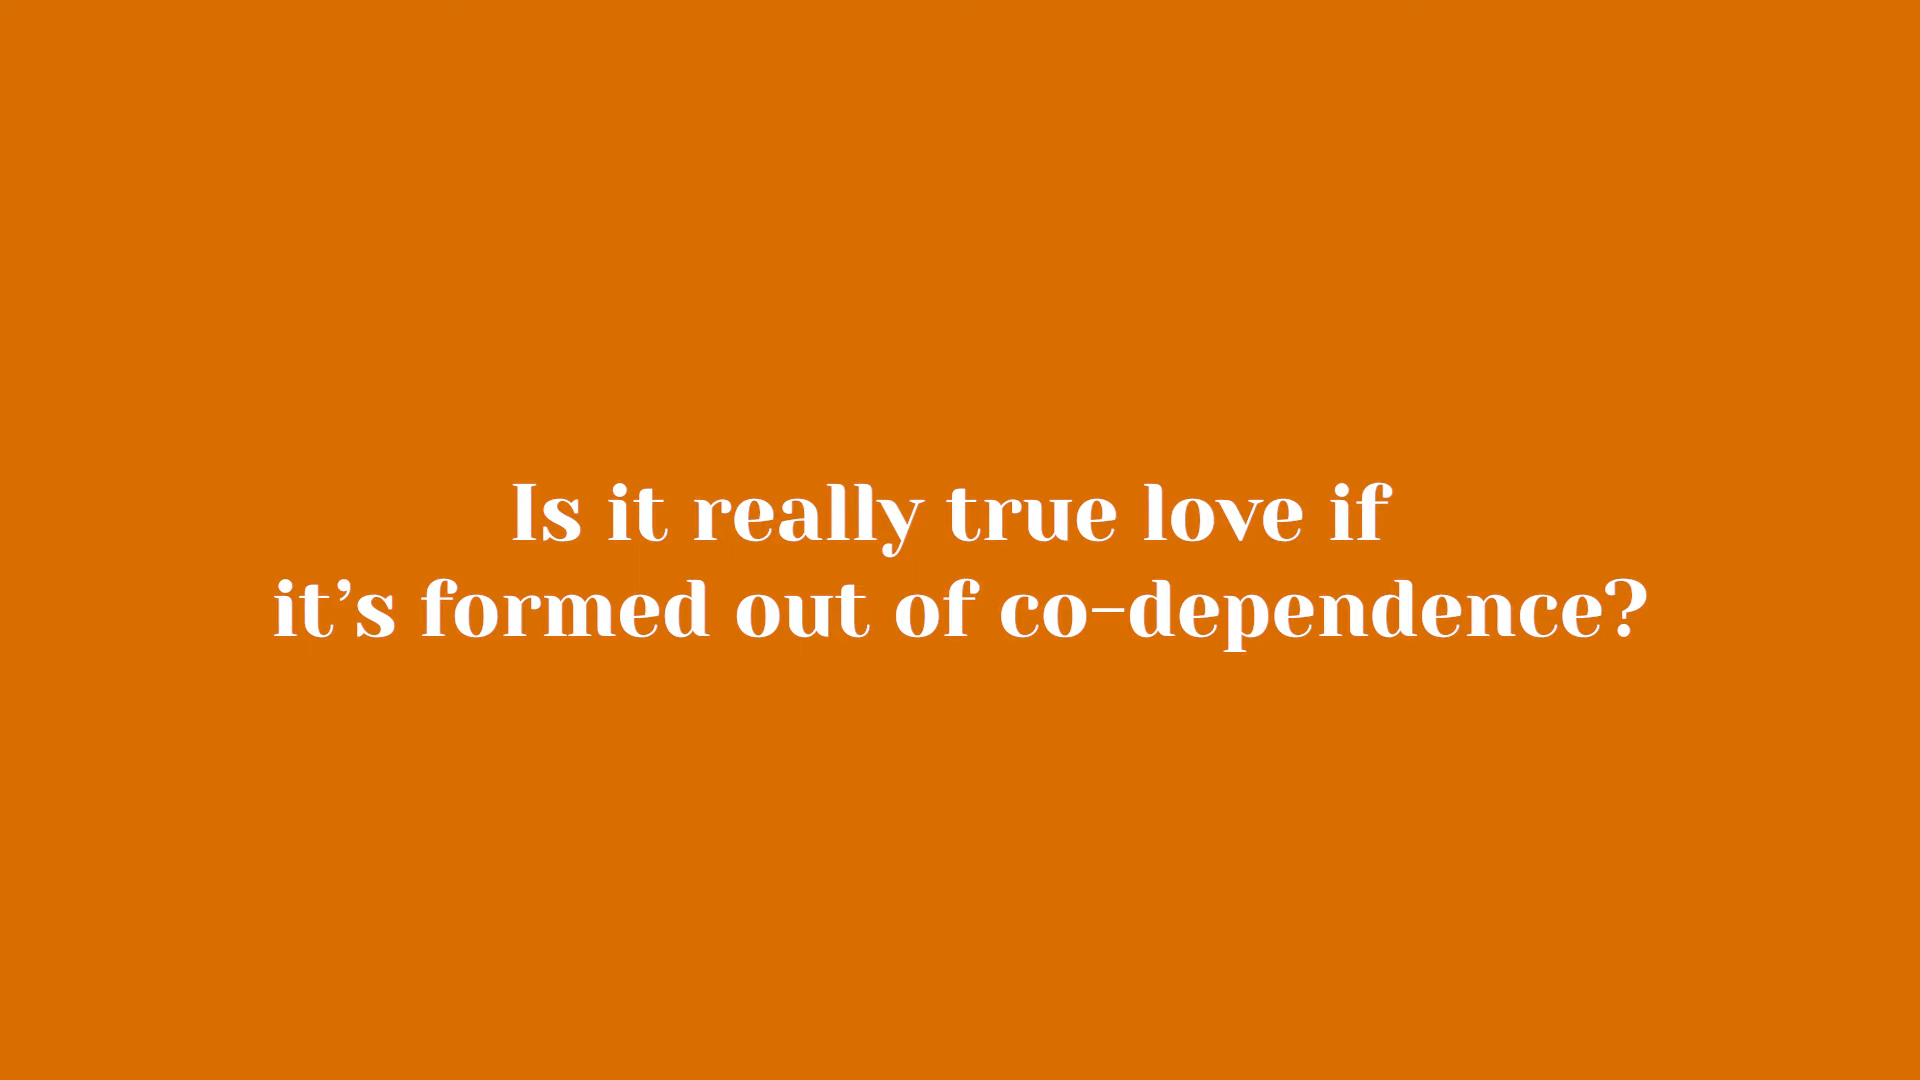 Is it really true love if
it’s formed out of co-dependence?